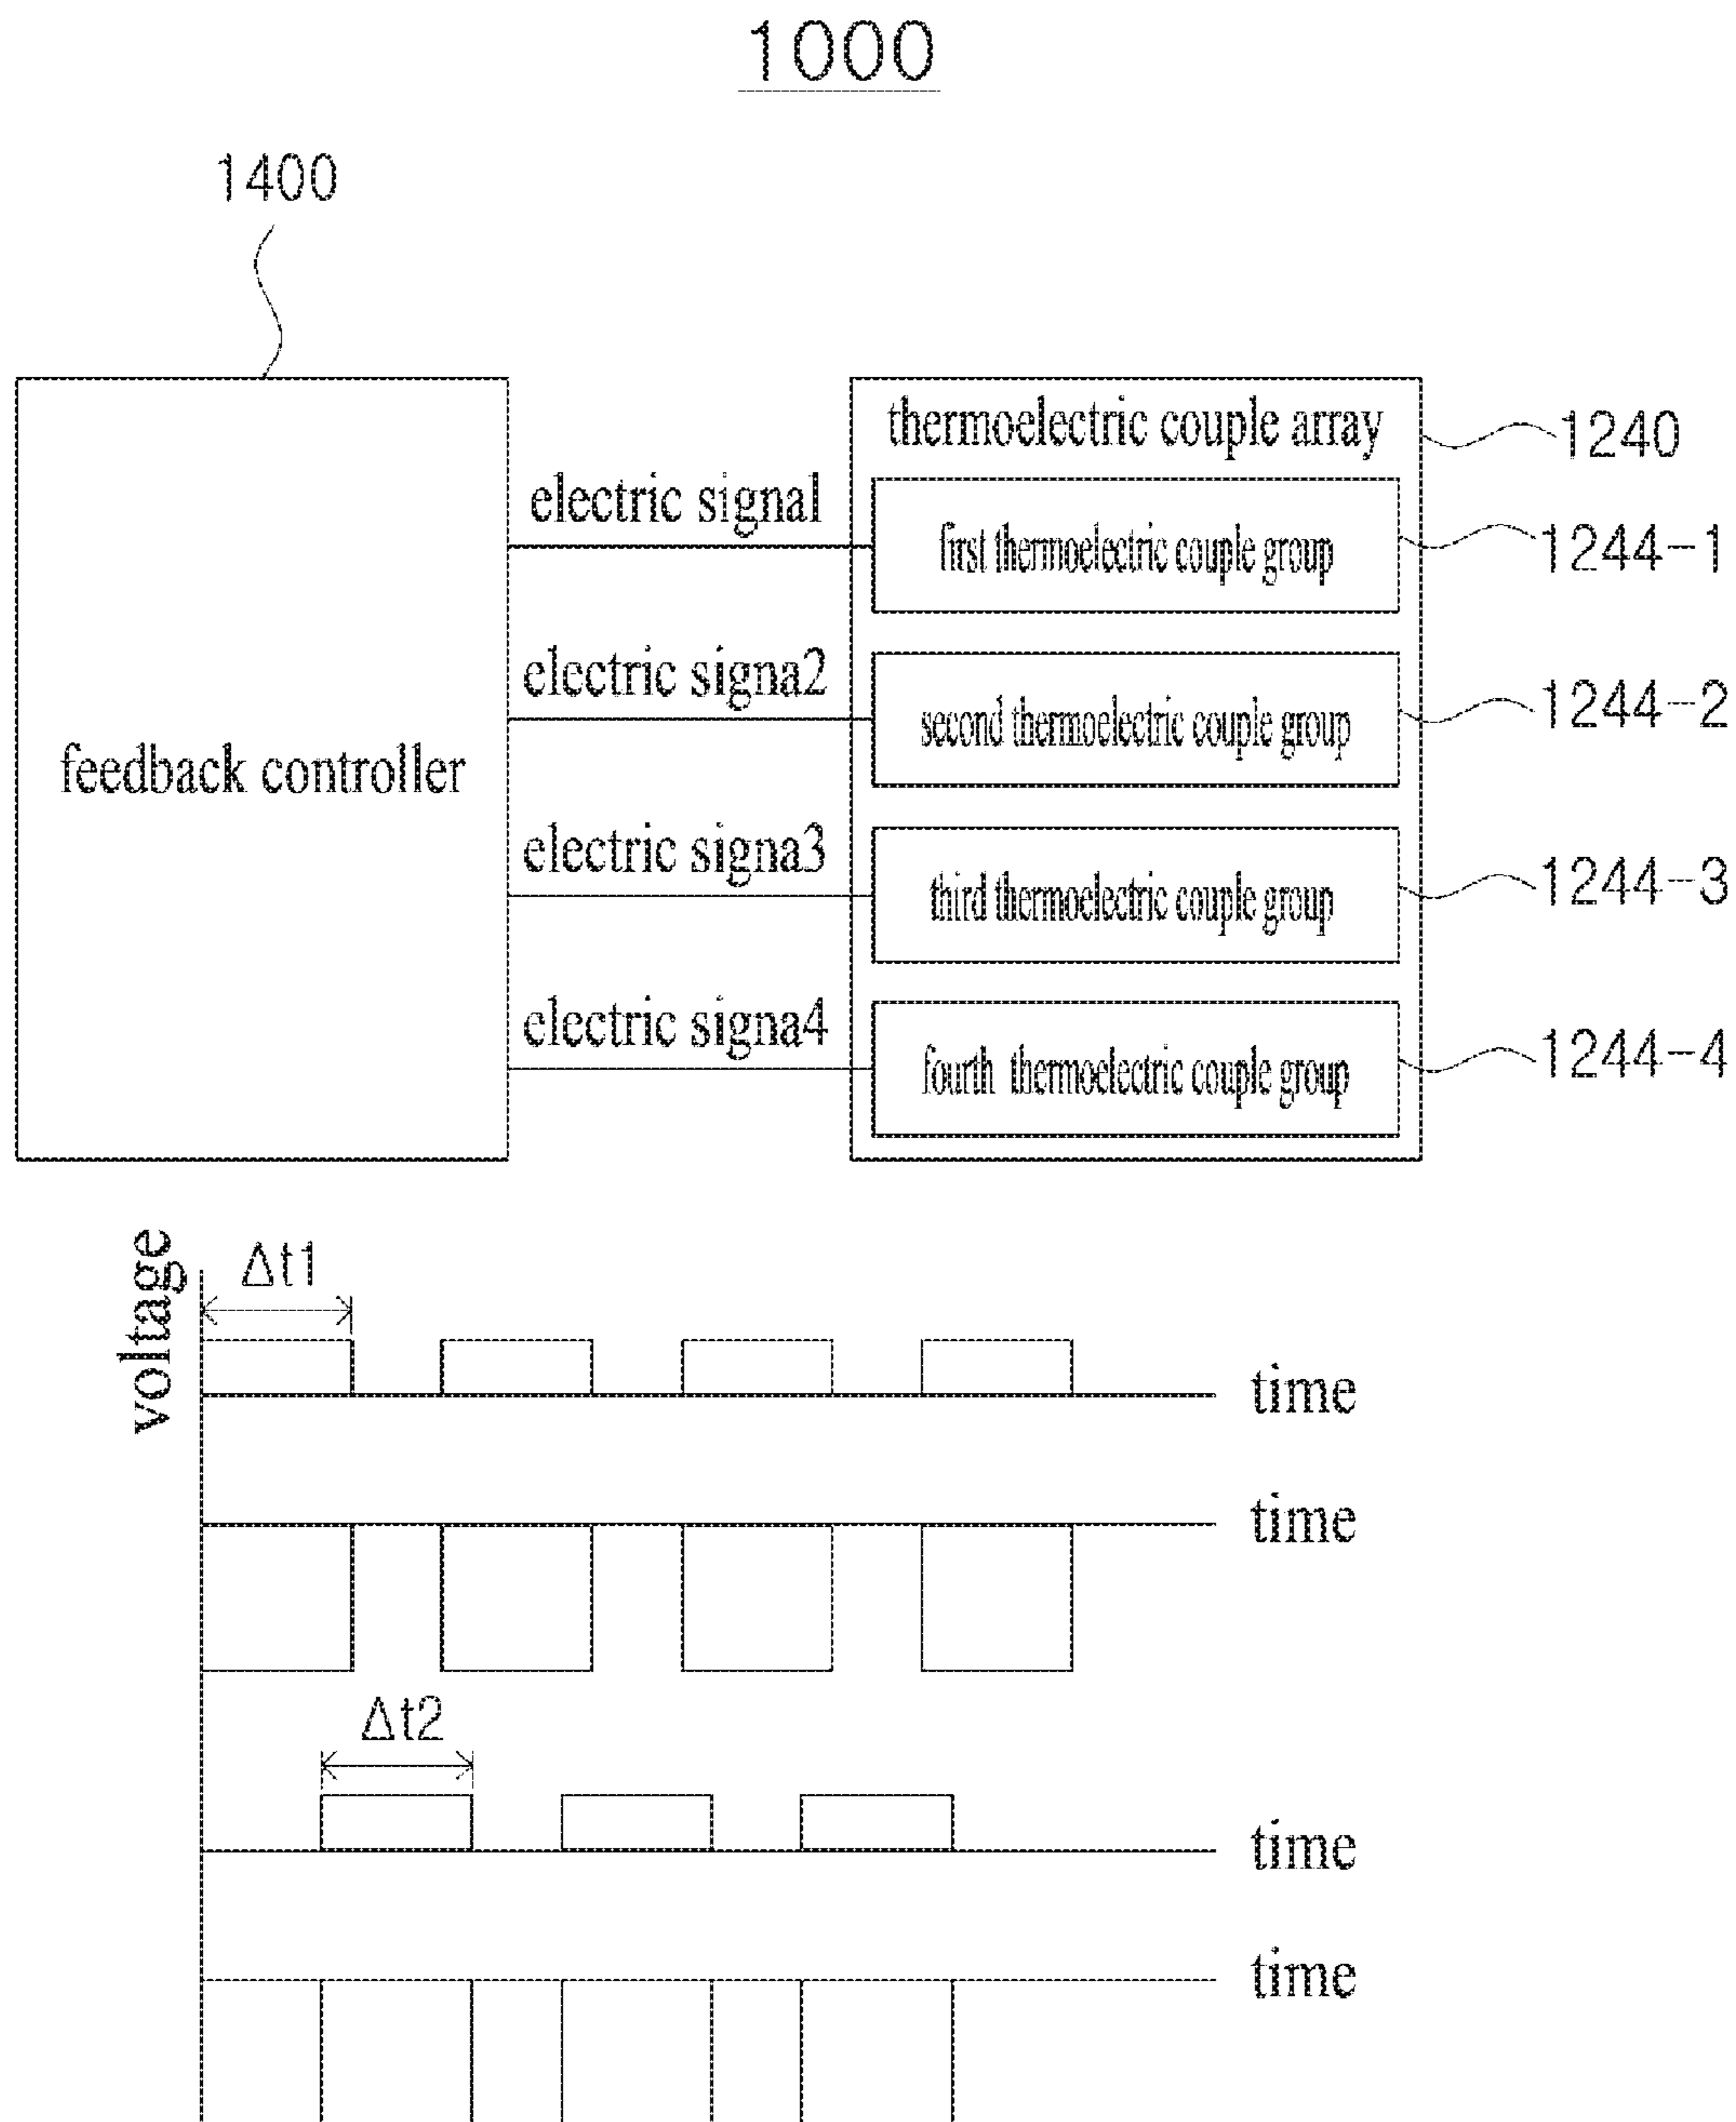 1000
1400
thermoelectric couple array
1240
electric signal
first thermoelectric couple group
1244-1
electric signa2
second thermoelectric couple group
1244-2
feedback controller
electric signa3
third thermoelectric couple group
1244-3
electric signa4
fourth thermoelectric couple group
1244-4
voltage
Δt1
time
time
Δt2
time
time